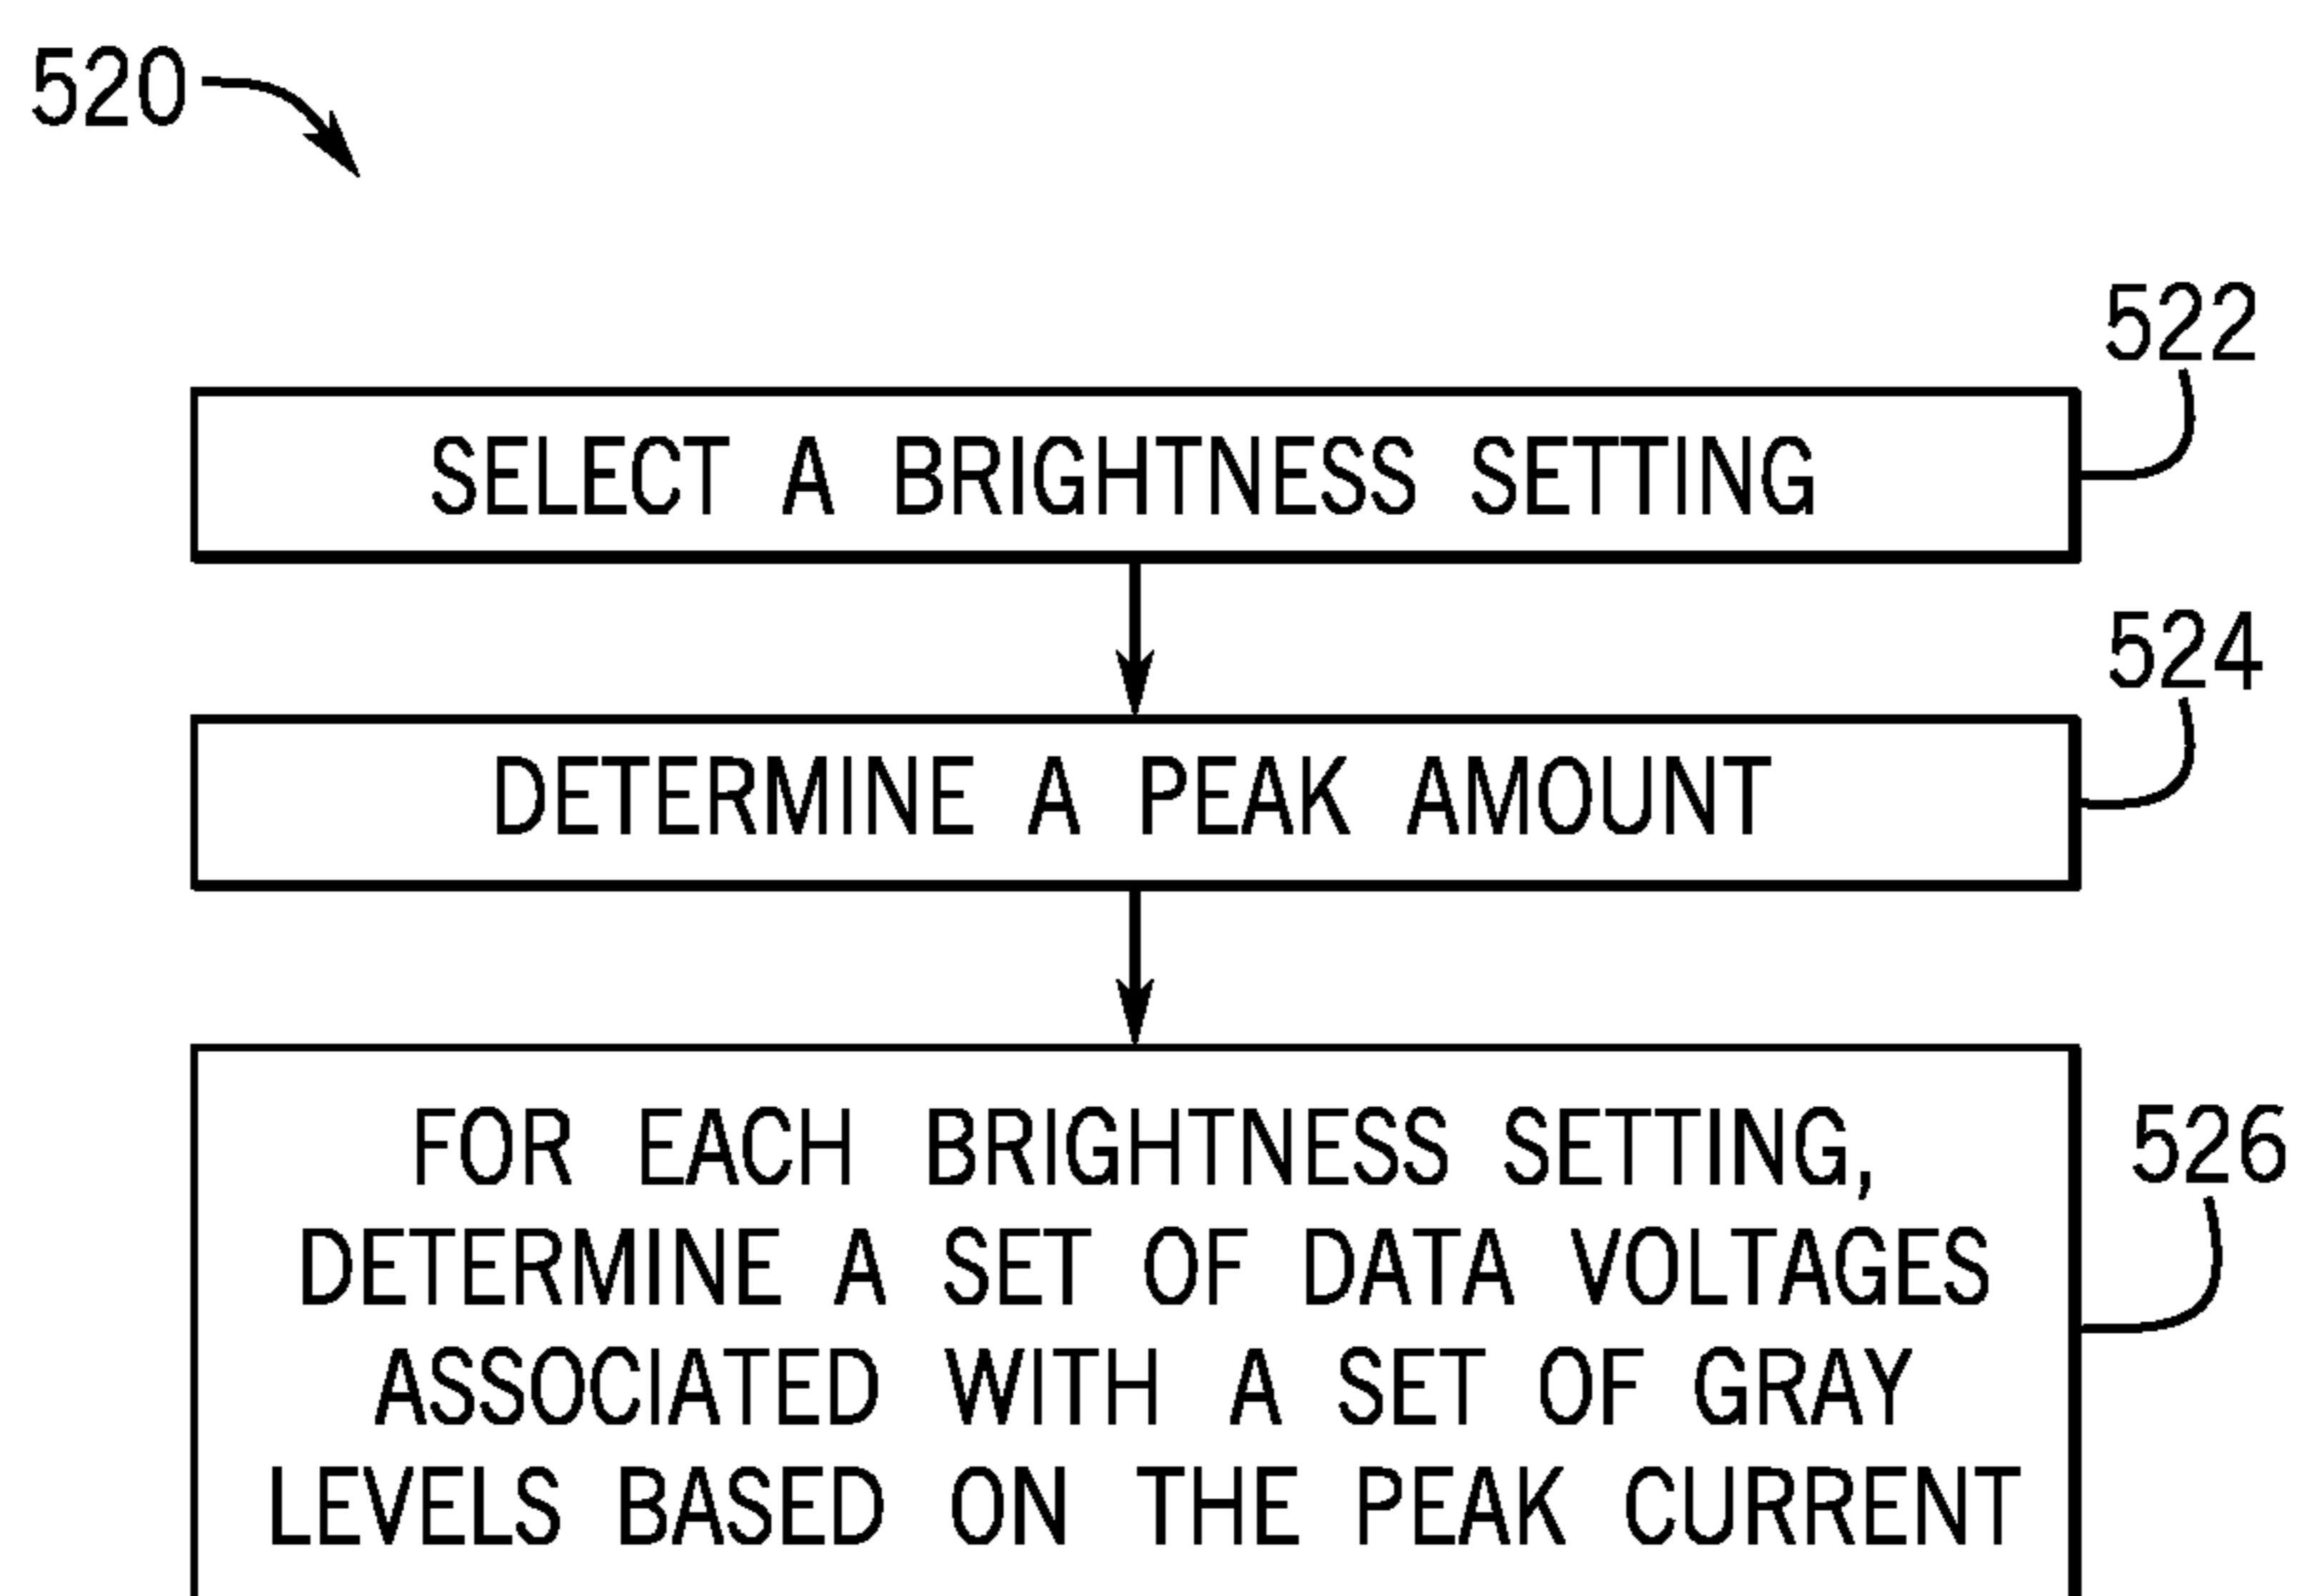 520
522
SELECT A BRIGHTNESS SETTING
524
DETERMINE A PEAK AMOUNT
526
FOR EACH BRIGHTNESS SETTING,
DETERMINE A SET OF DATA VOLTAGES
ASSOCIATED WITH A SET OF GRAY
LEVELS BASED ON THE PEAK CURRENT